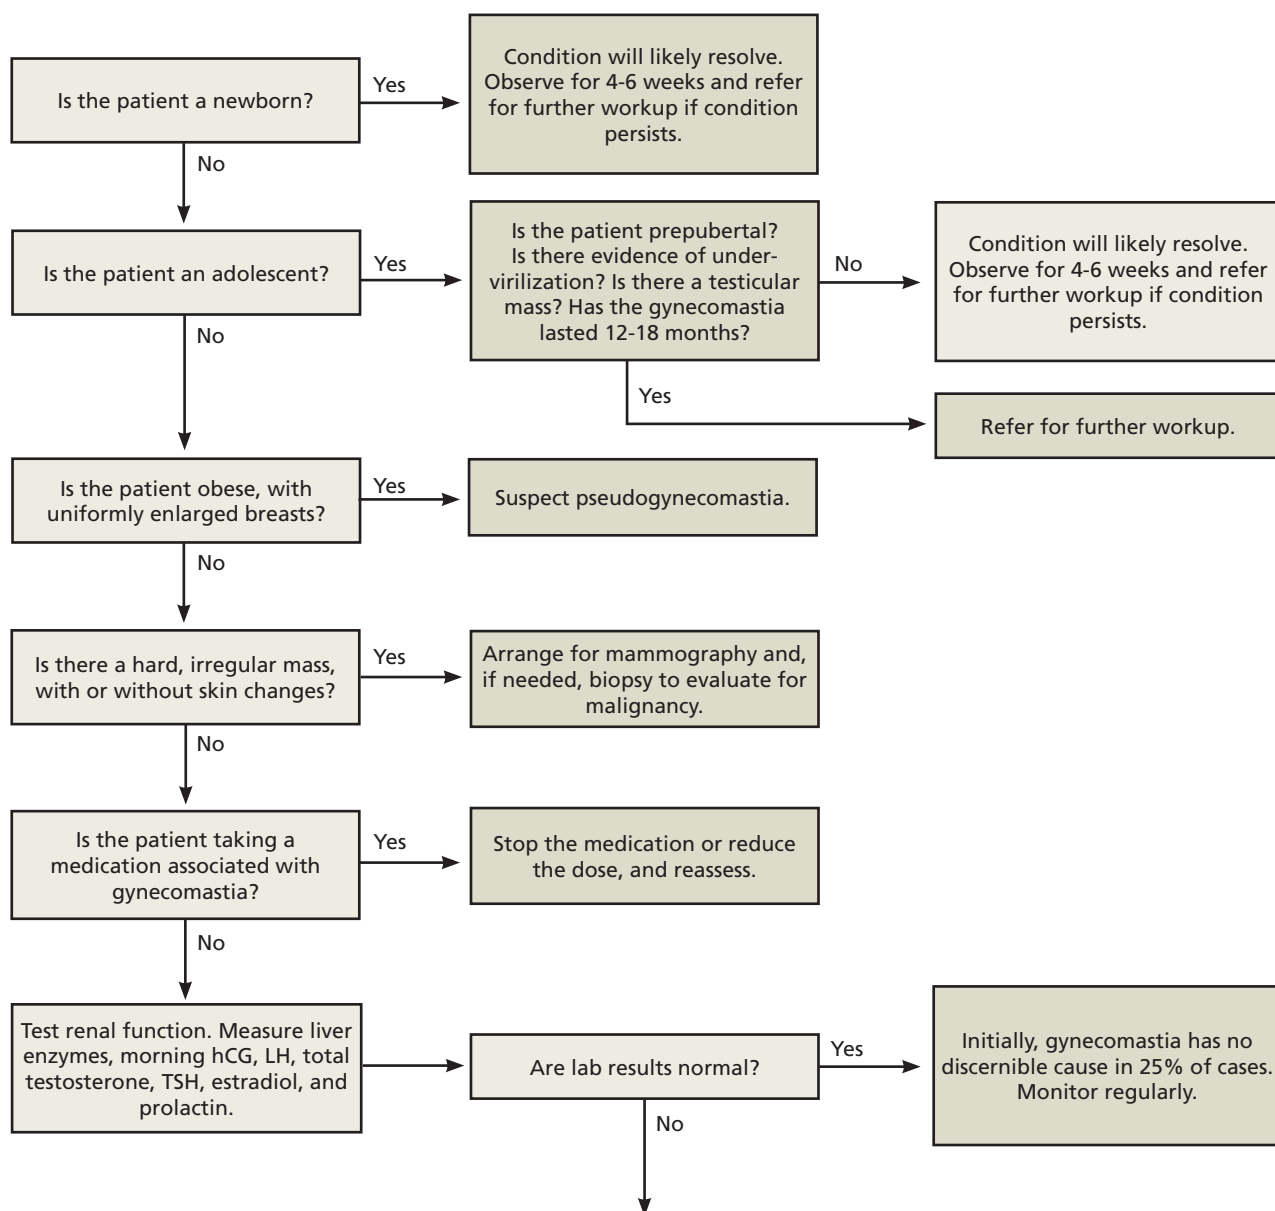 Is the patient a newborn?
Yes
Condition will likely resolve.
Observe for 4-6 weeks and refer
for further workup if condition
persists.
No
Is the patient an adolescent?
Yes
Is the patient prepubertal?
Is there evidence of under-
virilization? Is there a testicular
mass? Has the gynecomastia
lasted 12-18 months?
No
Condition will likely resolve.
Observe for 4-6 weeks and refer
for further workup if condition
persists.
Yes
Refer for further workup.
No
Is the patient obese, with
uniformly enlarged breasts?
Yes
Suspect pseudogynecomastia.
No
Is there a hard, irregular mass,
with or without skin changes?
Yes
Arrange for mammography and,
if needed, biopsy to evaluate for
malignancy.
No
Is the patient taking a
medication associated with
gynecomastia?
Yes
Stop the medication or reduce
the dose, and reassess.
No
Test renal function. Measure liver
enzymes, morning hCG, LH, total
testosterone, TSH, estradiol, and
prolactin.
Are lab results normal?
Yes
Initially, gynecomastia has no
discernible cause in 25% of cases.
Monitor regularly.
No